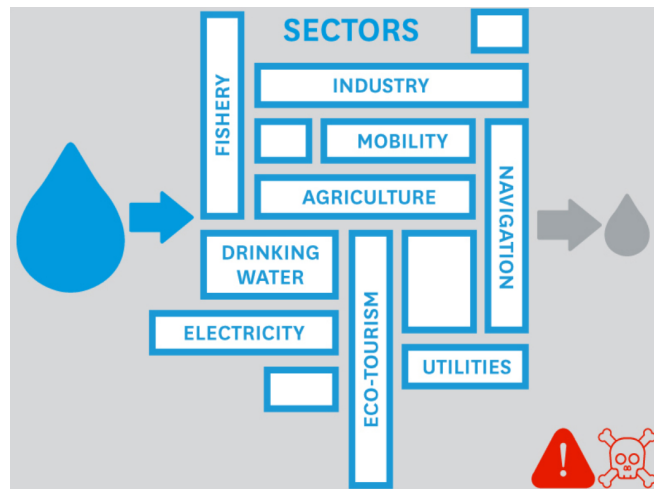 SECTORS
FISHERY
INDUSTRY
MOBILITY
NAVIGATION
AGRICULTURE
DRINKING
WATER
ECO-TOURISM
ELECTRICITY
UTILITIES
!